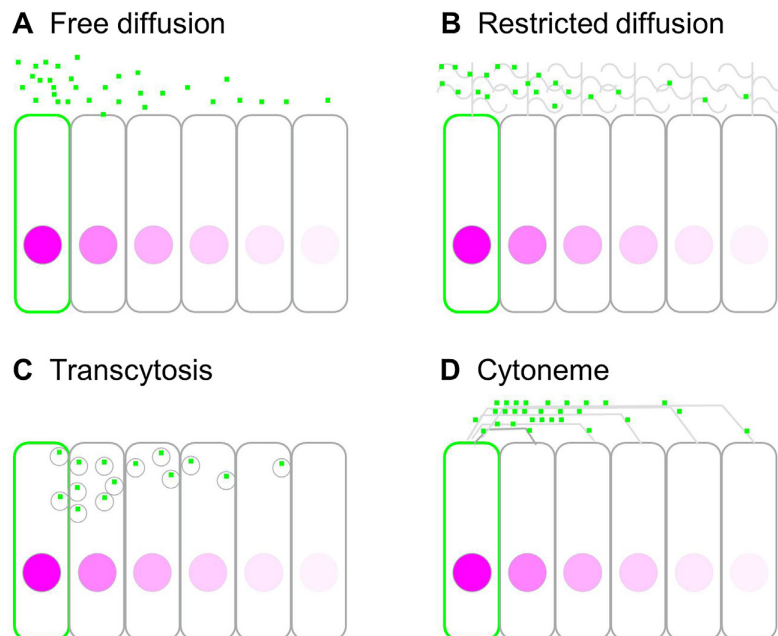 A Free diffusion
B Restricted diffusion
C Transcytosis
D Cytoneme